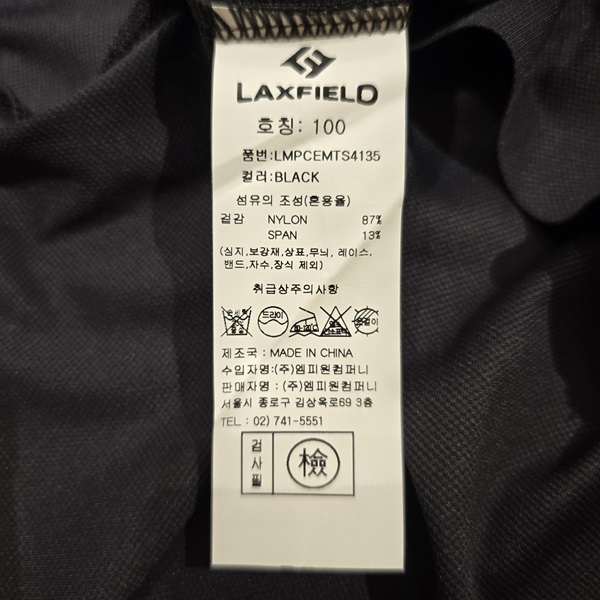 LAXFIELD
호칭: 100
품번:LMPCEMTS4135
컬러:BLACK
섬유의 조성(혼용율)
겉감 NYLON 87%
SPAN 13%
(심지,보강재,상표,무늬, 레이스,
밴드,자수,장식 제외)
취급상주의사항
드라이
제조국 : MADE IN CHINA
수입자명:(주)엠피원컴퍼니
판매자명 : (주)엠피원컴퍼니
서울시 종로구 김상옥로69 3층
TEL : 02) 741-5551
검사필 檢